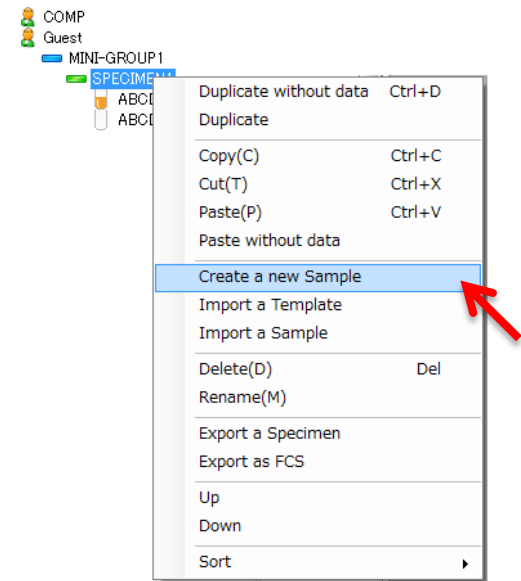 COMP
Guest
MINI-GROUP1
SPECIMEN1
ABCD
ABCD
Duplicate without data Ctrl+D
Duplicate
Copy(C) Ctrl+C
Cut(T) Ctrl+X
Paste(P) Ctrl+V
Paste without data
Create a new Sample
Import a Template
Import a Sample
Delete(D) Del
Rename(M)
Export a Specimen
Export as FCS
Up
Down
Sort